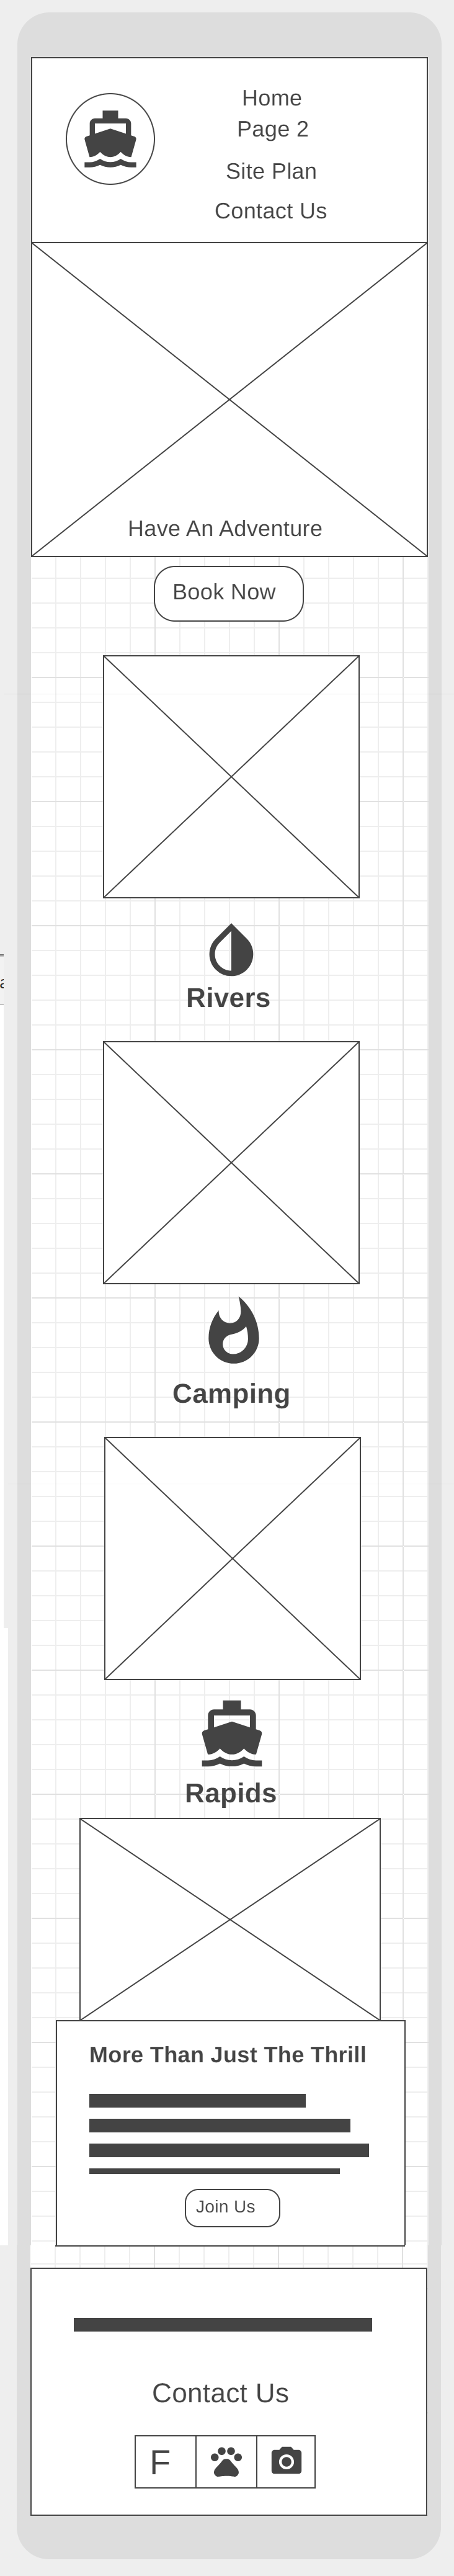 Home
Page 2
Site Plan
Contact Us
Have An Adventure
Book Now
Rivers
Camping
Rapids
More Than Just The Thrill
Join Us
Contact Us
F